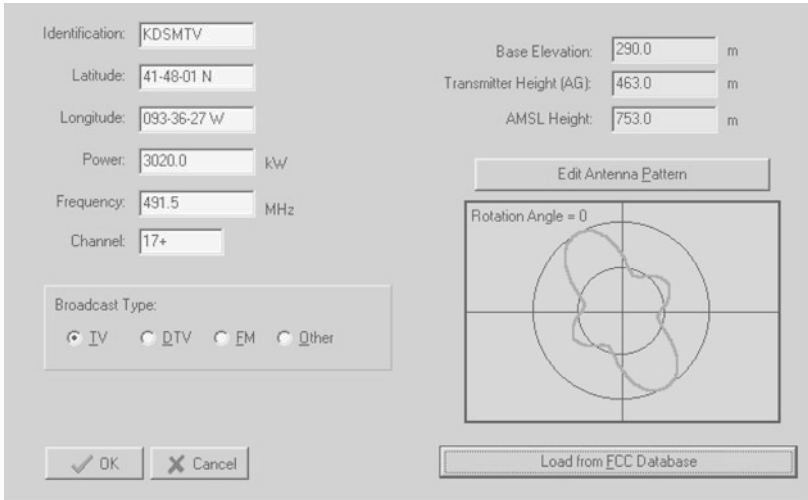 Identification: KDSMTV
Latitude: 41-48-01 N
Longitude: 093-36-27 W
Power: 3020.0 kW
Frequency: 491.5 MHz
Channel: 17+
Broadcast Type:
TV DTV FM Other
OK Cancel
Base Elevation: 290.0 m
Transmitter Height (AG): 463.0 m
AMSL Height: 753.0 m
Edit Antenna Pattern
Rotation Angle = 0
Load from FCC Database